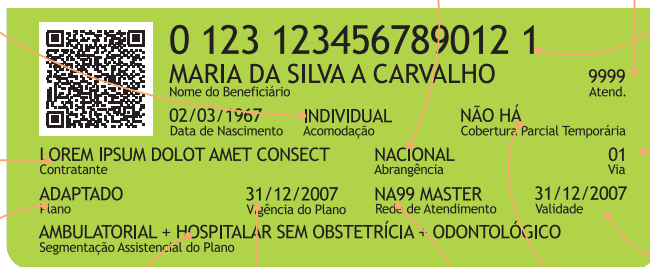 0 123 123456789012 1
MARIA DA SILVA A CARVALHO 9999
Nome do Beneficiário Atend.
02/03/1967 INDIVIDUAL NÃO HÁ
Data de Nascimento Acomodação Cobertura Parcial Temporária
LOREM IPSUM DOLOT AMET CONSECT NACIONAL 01
Contratante Abrangência Via
ADAPTADO 31/12/2007 NA99 MASTER 31/12/2007
Plano Vigência do Plano Rede de Atendimento Validade
AMBULATORIAL + HOSPITALAR SEM OBSTETRÍCIA + ODONTOLÓGICO
Segmentação Assistencial do Plano